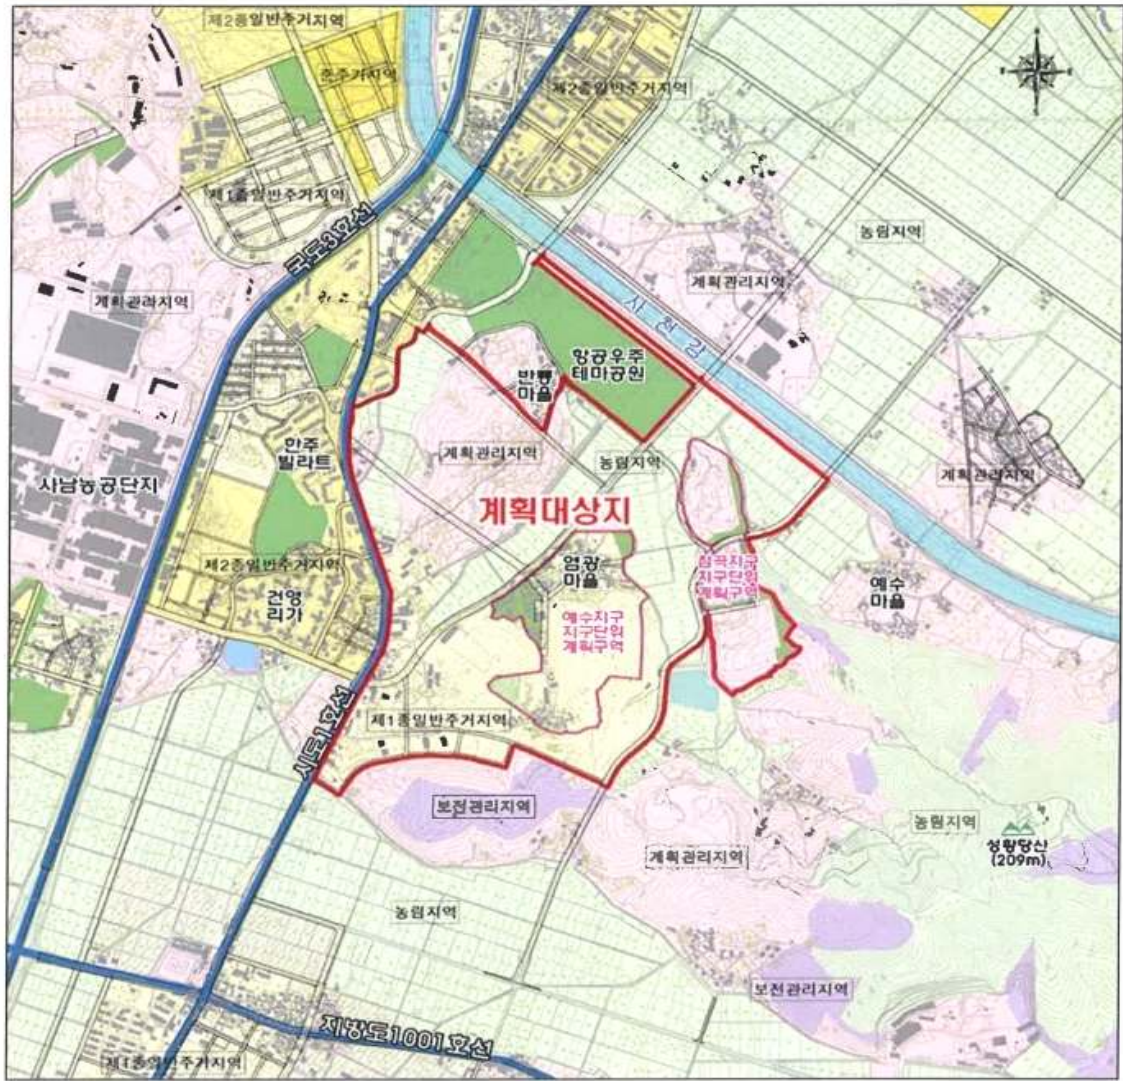 제2종일반주거지역
준주거지역
제2종일반주거지역
제1종일반주거지역
국도3호선
농림지역
계획관리지역
계획관리지역
사천강
항공우주
테마공원
반룡
마을
한주
빌라트
계획관리지역
농림지역
계획관리지역
사남농공단지
계획대상지
염광
마을
제2종일반주거지역
건영
리가
예수지구
지구단위
계획구역
지구단위
계획구역
예수
마을
제1종일반주거지역
시도1호선
보전관리지역
농림지역
성황당산
(209m)
계획관리지역
농림지역
보전관리지역
지방도1001호선
제1종일반주거지역